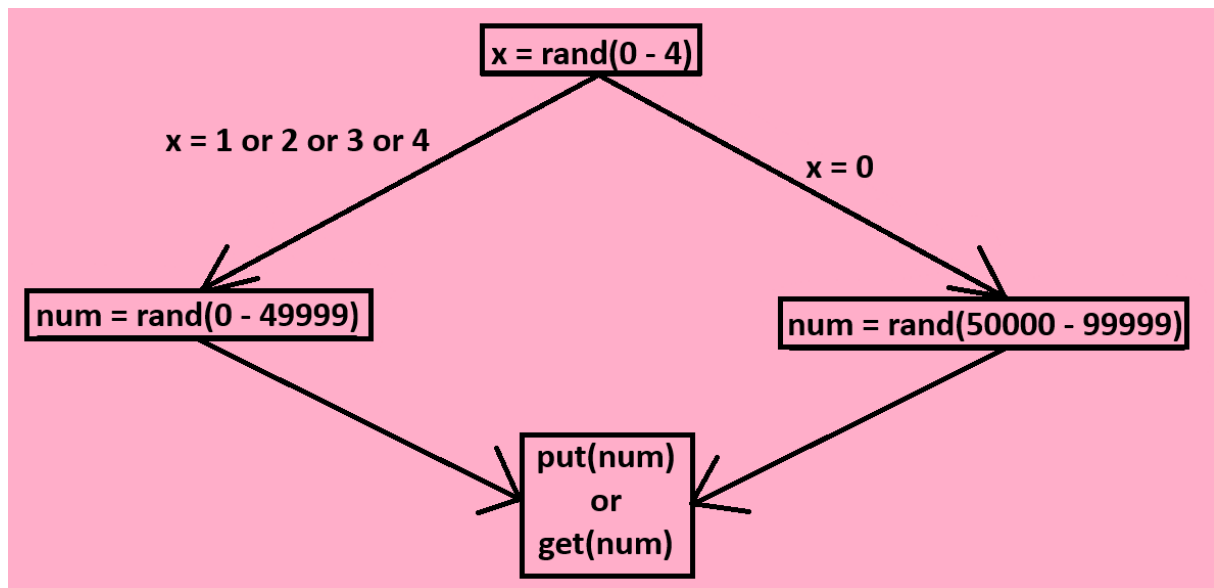 x = rand(0 - 4)
x = 1 or 2 or 3 or 4
x = 0
num = rand(0 - 49999)
num = rand(50000 - 99999)
put(num)
or
get(num)